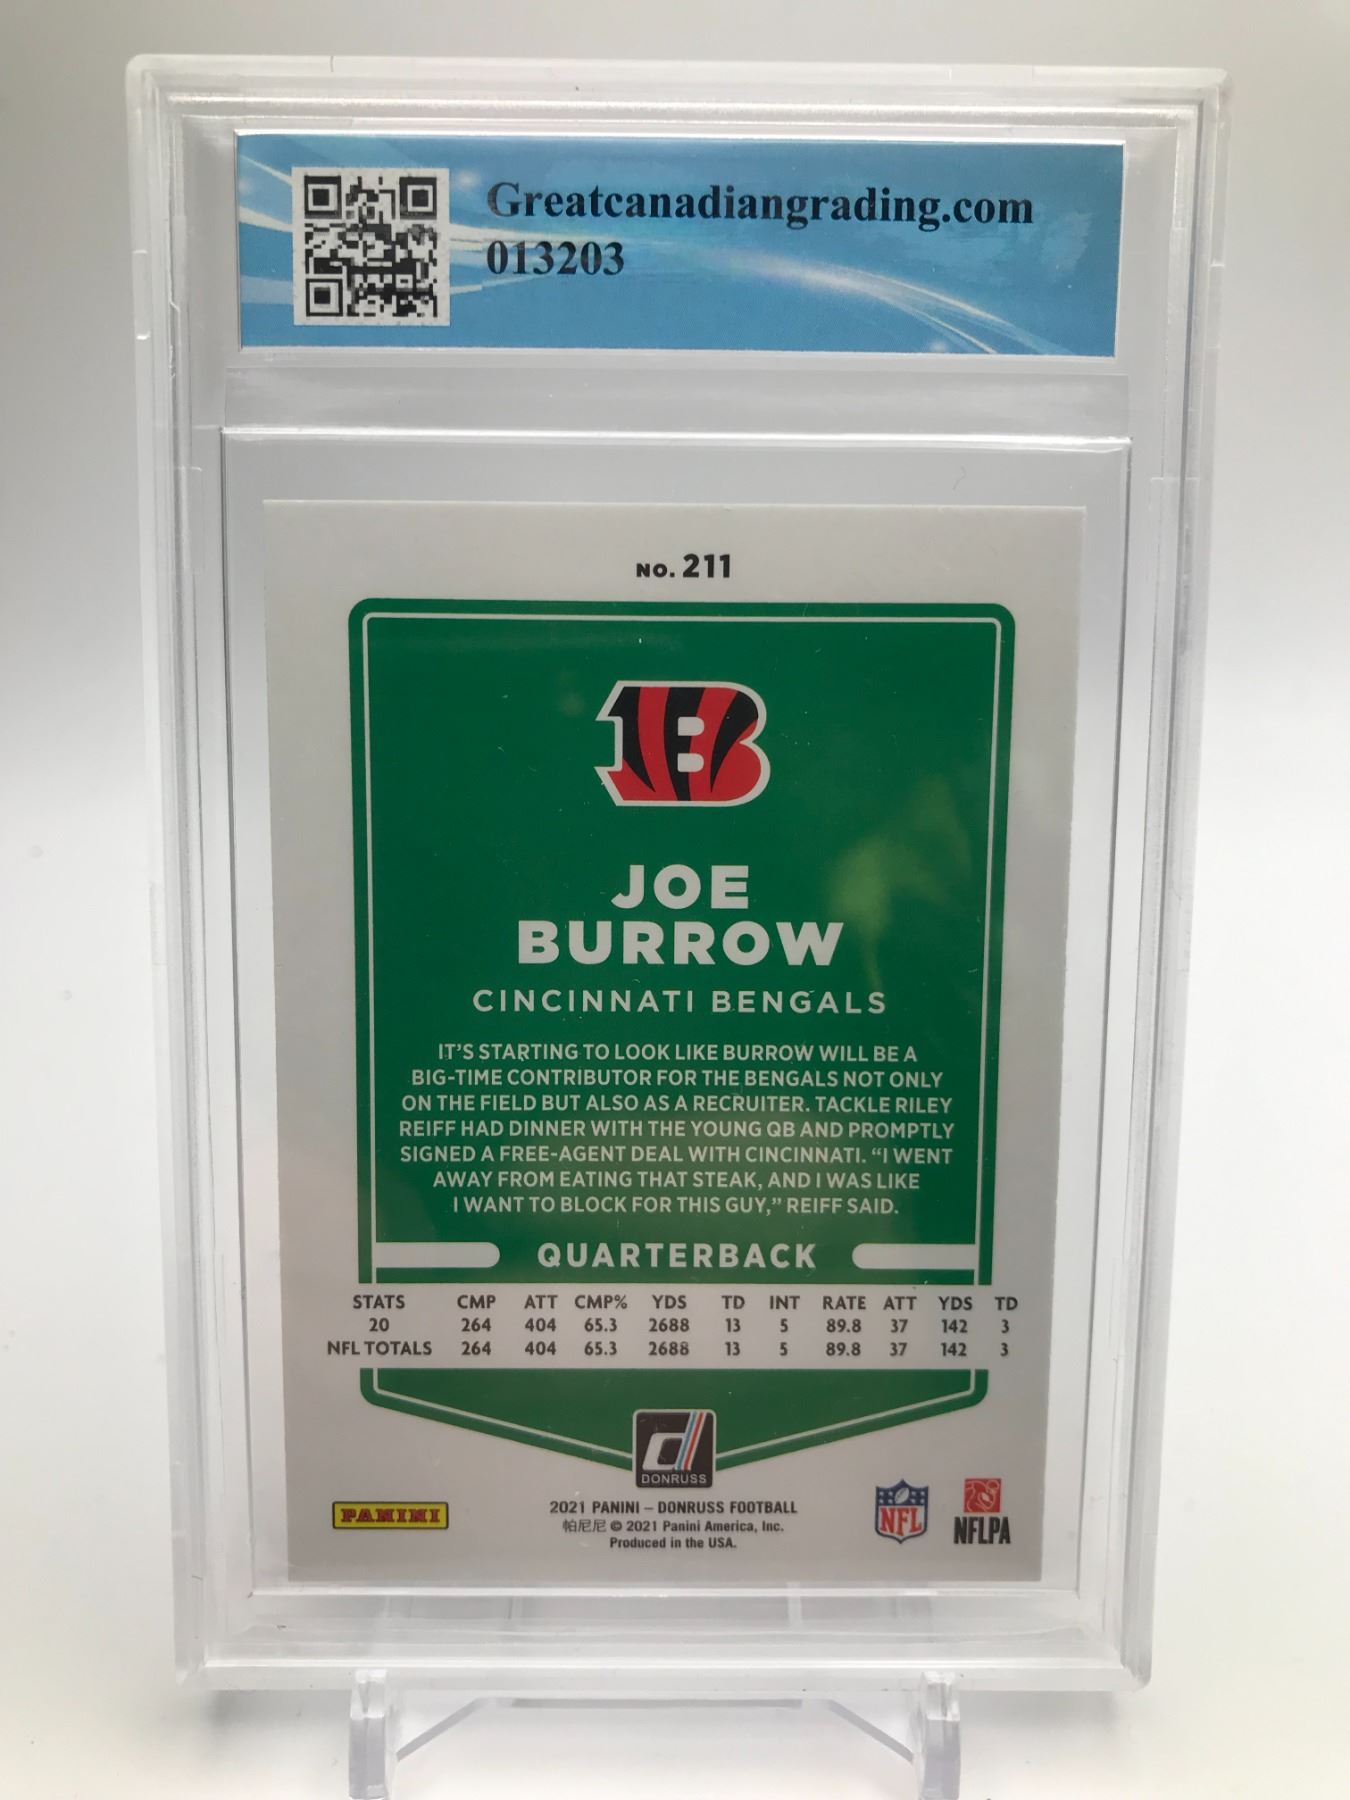 Greatcanadiangrading.com
013203
NO. 211
B
JOE
BURROW
CINCINNATI BENGALS
IT'S STARTING TO LOOK LIKE BURROW WILL BE A
BIG-TIME CONTRIBUTOR FOR THE BENGALS NOT ONLY
ON THE FIELD BUT ALSO AS A RECRUITER. TACKLE RILEY
REIFF HAD DINNER WITH THE YOUNG QB AND PROMPTLY
SIGNED A FREE-AGENT DEAL WITH CINCINNATI. “I WENT
AWAY FROM EATING THAT STEAK, AND I WAS LIKE
I WANT TO BLOCK FOR THIS GUY,” REIFF SAID.
QUARTERBACK
STATS CMP ATT CMP% YDS TD INT RATE ATT YDS TD
20 264 404 65.3 2688 13 5 89.8 37 142 3
NFL TOTALS 264 404 65.3 2688 13 5 89.8 37 142 3
d
DONRUSS
PANINI
2021 PANINI – DONRUSS FOOTBALL
帕尼尼 © 2021 Panini America, Inc.
Produced in the USA.
NFL
NFLPA